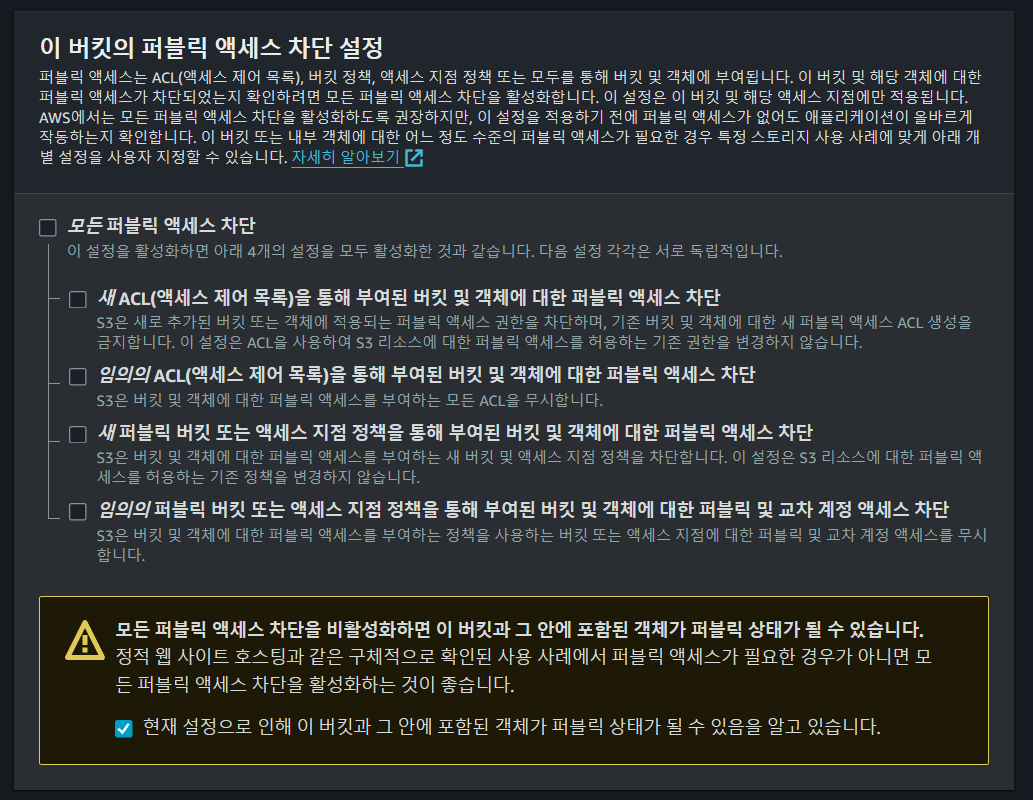 이 버킷의 퍼블릭 액세스 차단 설정
퍼블릭 액세스는 ACL(액세스 제어 목록), 버킷 정책, 액세스 지점 정책 또는 모두를 통해 버킷 및 객체에 부여됩니다. 이 버킷 및 해당 객체에 대한
퍼블릭 액세스가 차단되었는지 확인하려면 모든 퍼블릭 액세스 차단을 활성화합니다. 이 설정은 이 버킷 및 해당 액세스 지점에만 적용됩니다.
AWS에서는 모든 퍼블릭 액세스 차단을 활성화하도록 권장하지만, 이 설정을 적용하기 전에 퍼블릭 액세스가 없어도 애플리케이션이 올바르게
작동하는지 확인합니다. 이 버킷 또는 내부 객체에 대한 어느 정도 수준의 퍼블릭 액세스가 필요한 경우 특정 스토리지 사용 사례에 맞게 아래 개
별 설정을 사용자 지정할 수 있습니다. 자세히 알아보기
모든 퍼블릭 액세스 차단
이 설정을 활성화하면 아래 4개의 설정을 모두 활성화한 것과 같습니다. 다음 설정 각각은 서로 독립적입니다.
새 ACL(액세스 제어 목록)을 통해 부여된 버킷 및 객체에 대한 퍼블릭 액세스 차단
S3은 새로 추가된 버킷 또는 객체에 적용되는 퍼블릭 액세스 권한을 차단하며, 기존 버킷 및 객체에 대한 새 퍼블릭 액세스 ACL 생성을
금지합니다. 이 설정은 ACL을 사용하여 S3 리소스에 대한 퍼블릭 액세스를 허용하는 기존 권한을 변경하지 않습니다.
임의의 ACL(액세스 제어 목록)을 통해 부여된 버킷 및 객체에 대한 퍼블릭 액세스 차단
S3은 버킷 및 객체에 대한 퍼블릭 액세스를 부여하는 모든 ACL을 무시합니다.
새 퍼블릭 버킷 또는 액세스 지점 정책을 통해 부여된 버킷 및 객체에 대한 퍼블릭 액세스 차단
S3은 버킷 및 객체에 대한 퍼블릭 액세스를 부여하는 새 버킷 및 액세스 지점 정책을 차단합니다. 이 설정은 S3 리소스에 대한 퍼블릭 액
세스를 허용하는 기존 정책을 변경하지 않습니다.
임의의 퍼블릭 버킷 또는 액세스 지점 정책을 통해 부여된 버킷 및 객체에 대한 퍼블릭 및 교차 계정 액세스 차단
S3은 버킷 및 객체에 대한 퍼블릭 액세스를 부여하는 정책을 사용하는 버킷 또는 액세스 지점에 대한 퍼블릭 및 교차 계정 액세스를 무시
합니다.
모든 퍼블릭 액세스 차단을 비활성화하면 이 버킷과 그 안에 포함된 객체가 퍼블릭 상태가 될 수 있습니다.
정적 웹 사이트 호스팅과 같은 구체적으로 확인된 사용 사례에서 퍼블릭 액세스가 필요한 경우가 아니면 모
든 퍼블릭 액세스 차단을 활성화하는 것이 좋습니다.
현재 설정으로 인해 이 버킷과 그 안에 포함된 객체가 퍼블릭 상태가 될 수 있음을 알고 있습니다.